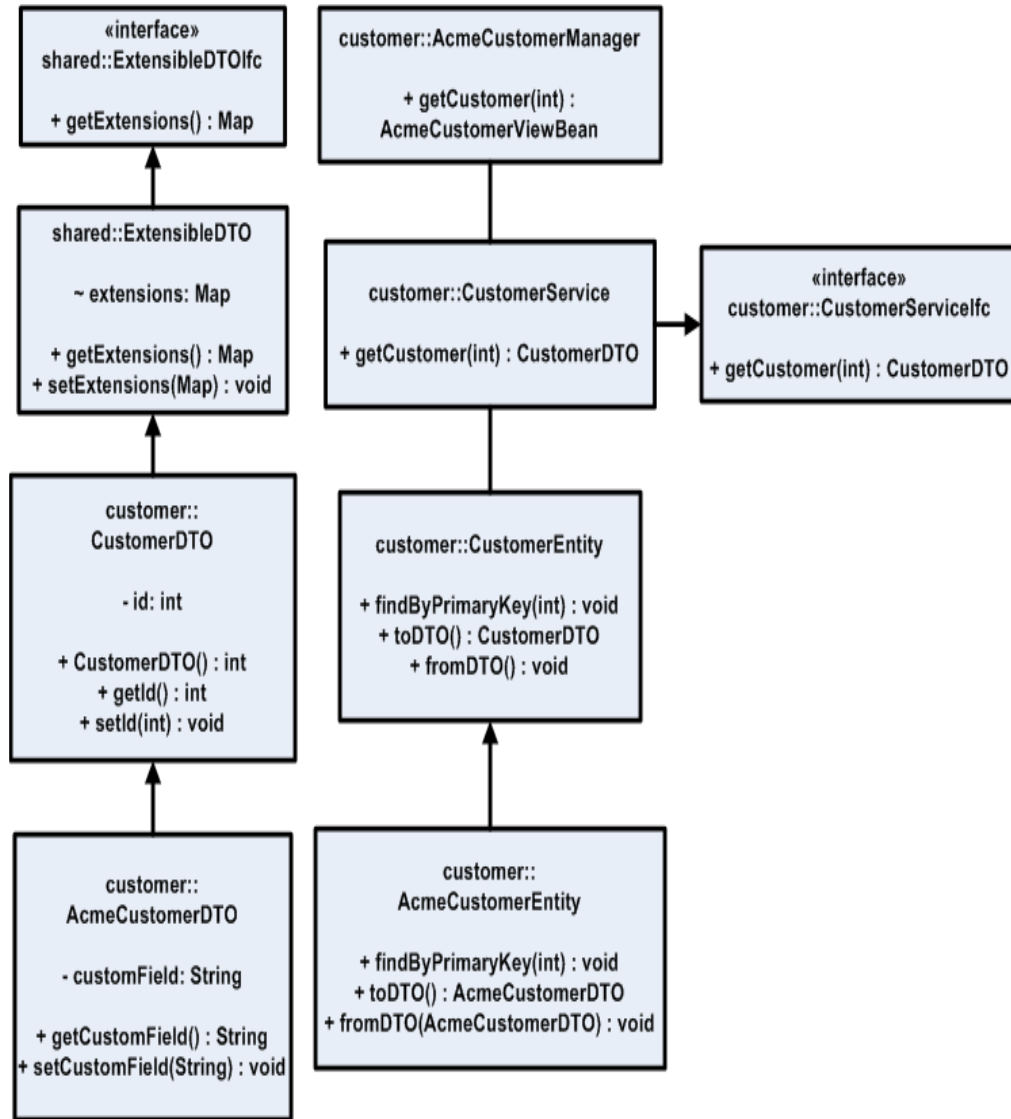 «interface»
shared::ExtensibleDTOIfc
+ getExtensions() : Map
shared::ExtensibleDTO
~ extensions: Map
+ getExtensions() : Map
+ setExtensions(Map) : void
customer::
CustomerDTO
- id: int
+ CustomerDTO() : int
+ getId() : int
+ setId(int) : void
customer::
AcmeCustomerDTO
- customField: String
+ getCustomField() : String
+ setCustomField(String) : void
customer::AcmeCustomerManager
+ getCustomer(int) :
AcmeCustomerViewBean
customer::CustomerService
+ getCustomer(int) : CustomerDTO
«interface»
customer::CustomerServiceIfc
+ getCustomer(int) : CustomerDTO
customer::CustomerEntity
+ findByPrimaryKey(int) : void
+ toDTO() : CustomerDTO
+ fromDTO() : void
customer::
AcmeCustomerEntity
+ findByPrimaryKey(int) : void
+ toDTO() : AcmeCustomerDTO
+ fromDTO(AcmeCustomerDTO) : void